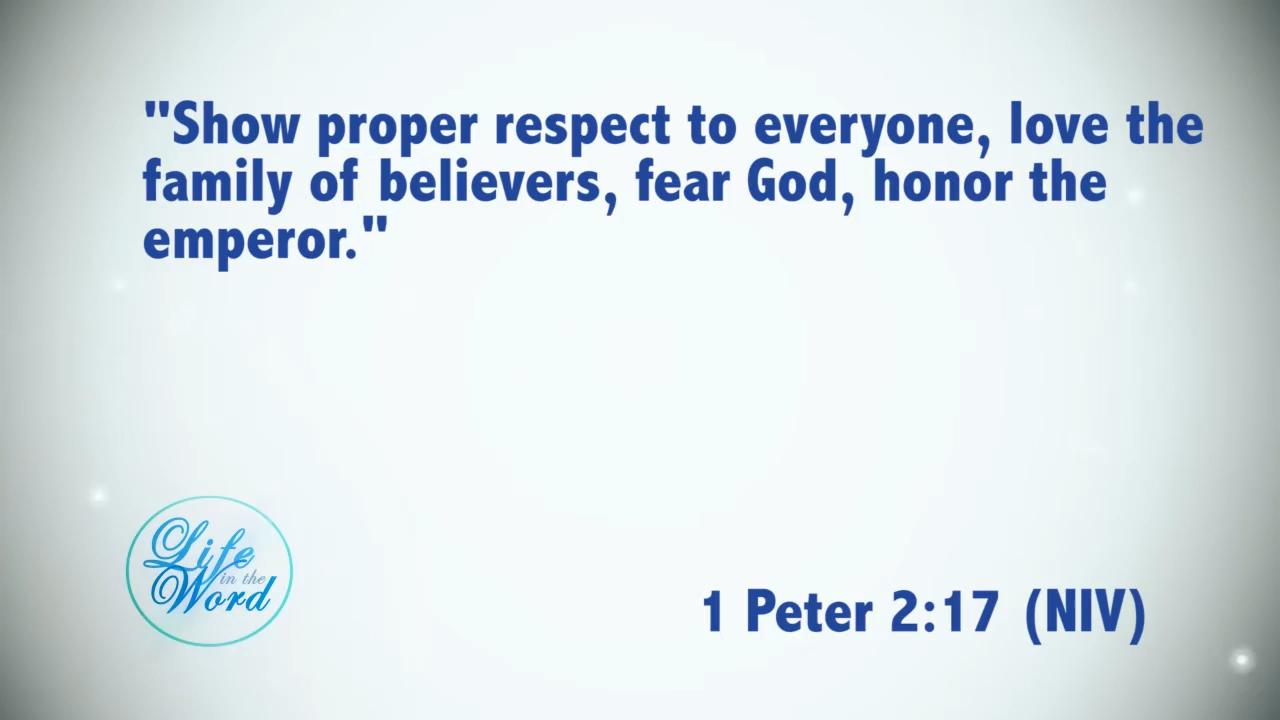 "Show proper respect to everyone, love the
family of believers, fear God, honor the
emperor."
Life
in the
Word
1 Peter 2:17 (NIV)